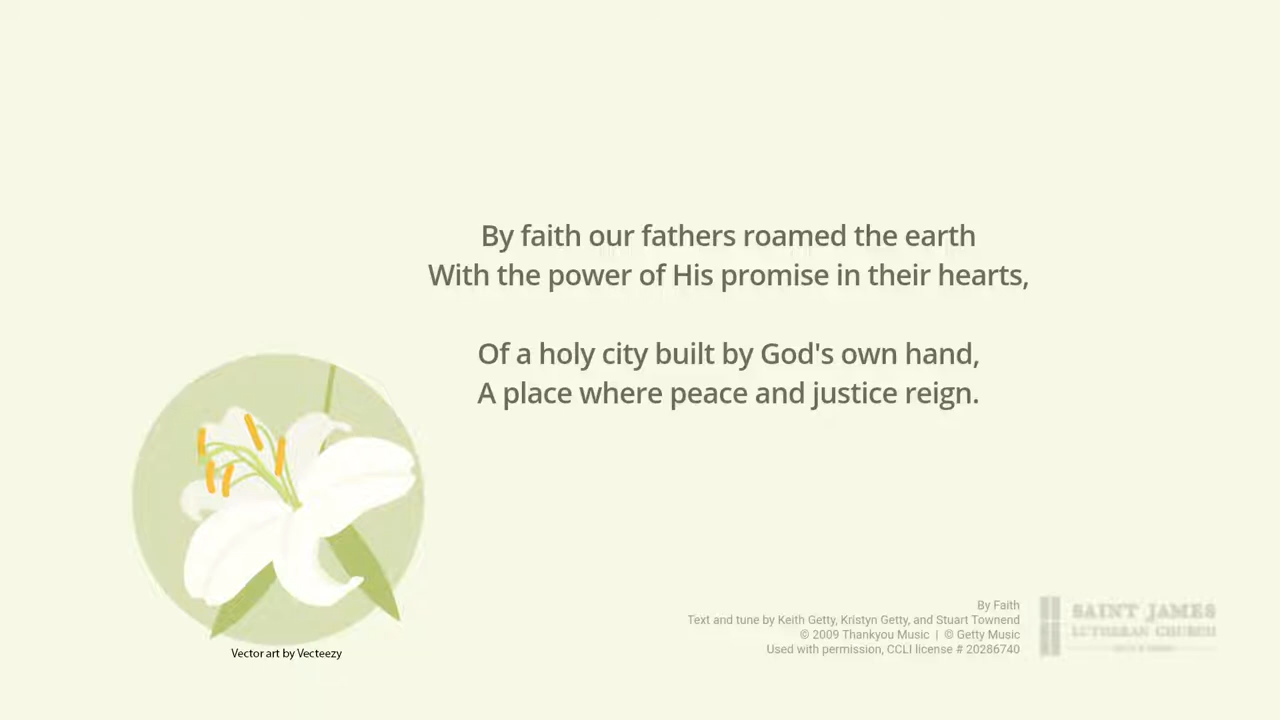 By faith our fathers roamed the earth
With the power of His promise in their hearts,
Of a holy city built by God's own hand,
A place where peace and justice reign.
Vector art by Vecteezy
By Faith
Text and tune by Keith Getty, Kristyn Getty, and Stuart Townend
© 2009 Thankyou Music | © Getty Music
Used with permission, CCLI license # 20286740
SAINT JAMES
LUTHERAN CHURCH